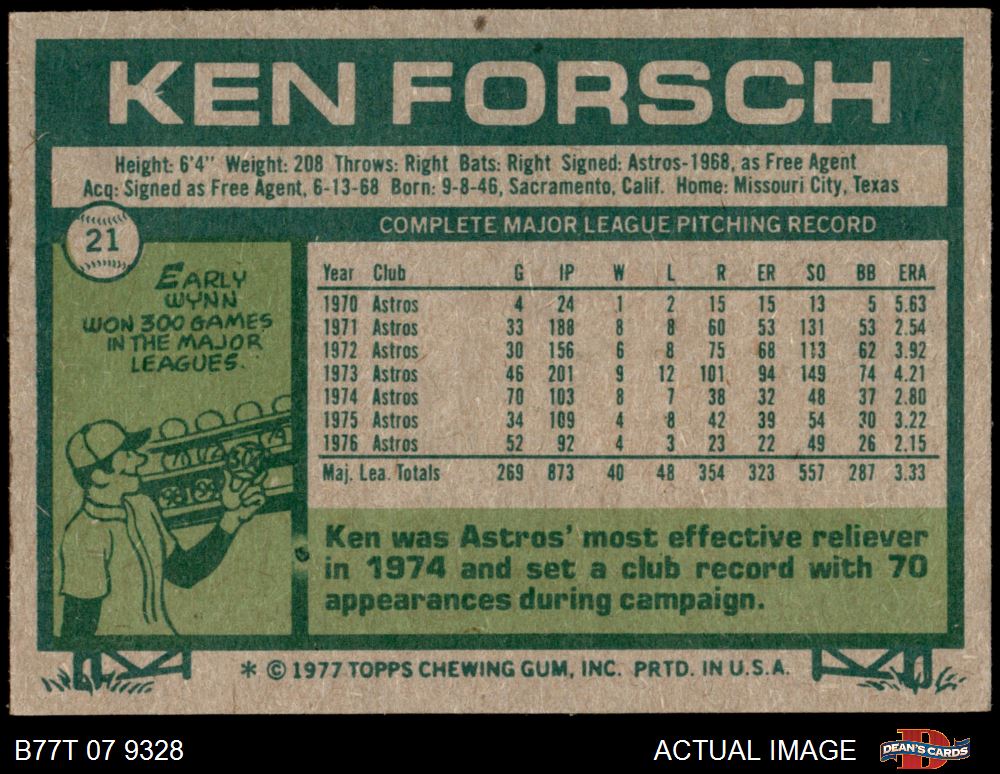 KEN FORSCH
Height: 6'4" Weight: 208 Throws: Right Bats: Right Signed: Astros-1968, as Free Agent
Acq: Signed as Free Agent, 6-13-68 Born: 9-8-46, Sacramento, Calif. Home: Missouri City, Texas
21
COMPLETE MAJOR LEAGUE PITCHING RECORD
EARLY
WYNN
WON 300 GAMES
IN THE MAJOR
LEAGUES.
300
Year Club G IP W L R ER SO BB ERA
1970 Astros 4 24 1 2 15 15 13 5 5.63
1971 Astros 33 188 8 8 60 53 131 53 2.54
1972 Astros 30 156 6 8 75 68 113 62 3.92
1973 Astros 46 201 9 12 101 94 149 74 4.21
1974 Astros 70 103 8 7 38 32 48 37 2.80
1975 Astros 34 109 4 8 42 39 54 30 3.22
1976 Astros 52 92 4 3 23 22 49 26 2.15
Maj. Lea. Totals 269 873 40 48 354 323 557 287 3.33
Ken was Astros' most effective reliever
in 1974 and set a club record with 70
appearances during campaign.
* © 1977 TOPPS CHEWING GUM, INC. PRTD. IN U.S.A.
B77T 07 9328
ACTUAL IMAGE
DEAN'S CARDS